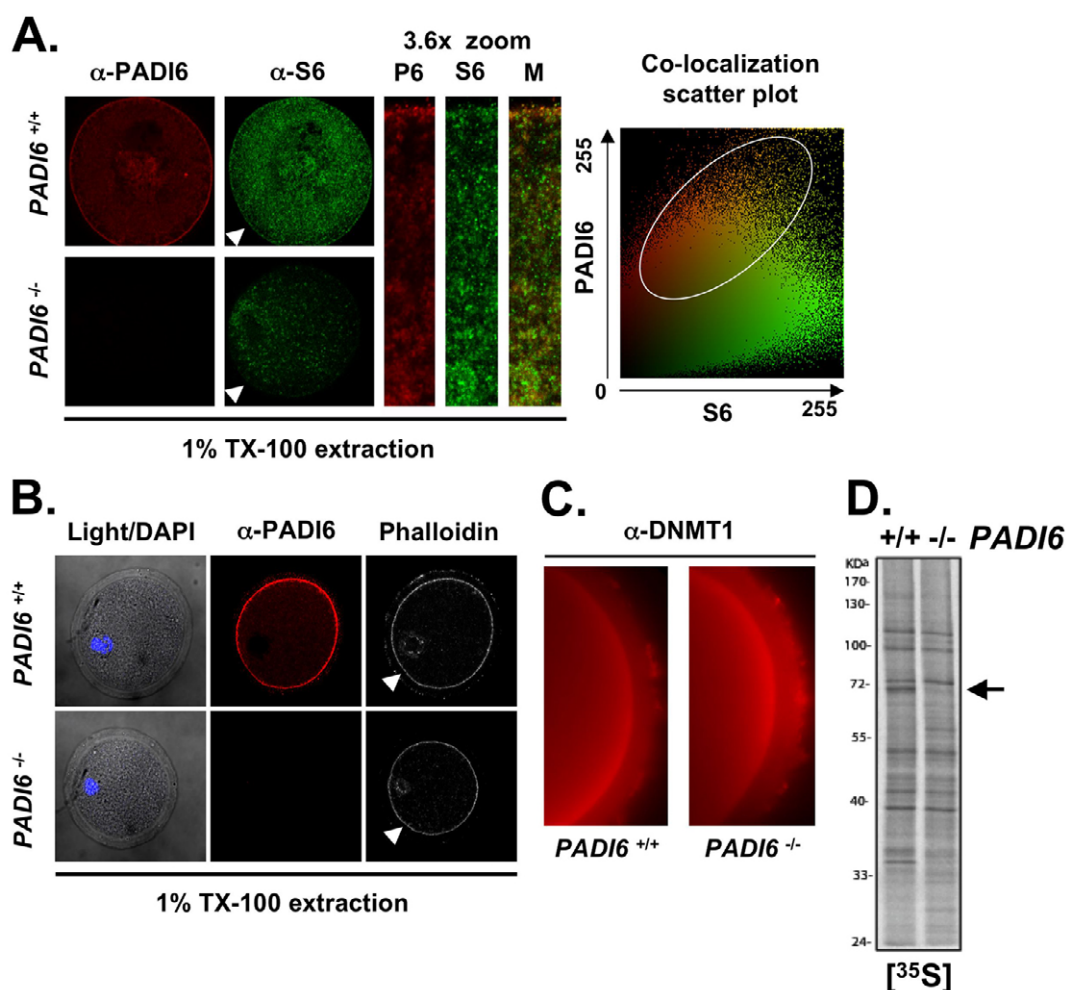 A.
3.6x zoom
α-PADI6
α-S6
P6 S6 M
PADI6 +/+
PADI6 -/-
1% TX-100 extraction
Co-localization
scatter plot
255
PADI6
0
S6
255
B.
Light/DAPI
α-PADI6
Phalloidin
PADI6 +/+
PADI6 -/-
1% TX-100 extraction
C.
α-DNMT1
PADI6 +/+
PADI6 -/-
D.
+/+ -/- PADI6
KDa
170-
130-
100-
72-
55-
40-
33-
24-
[35S]